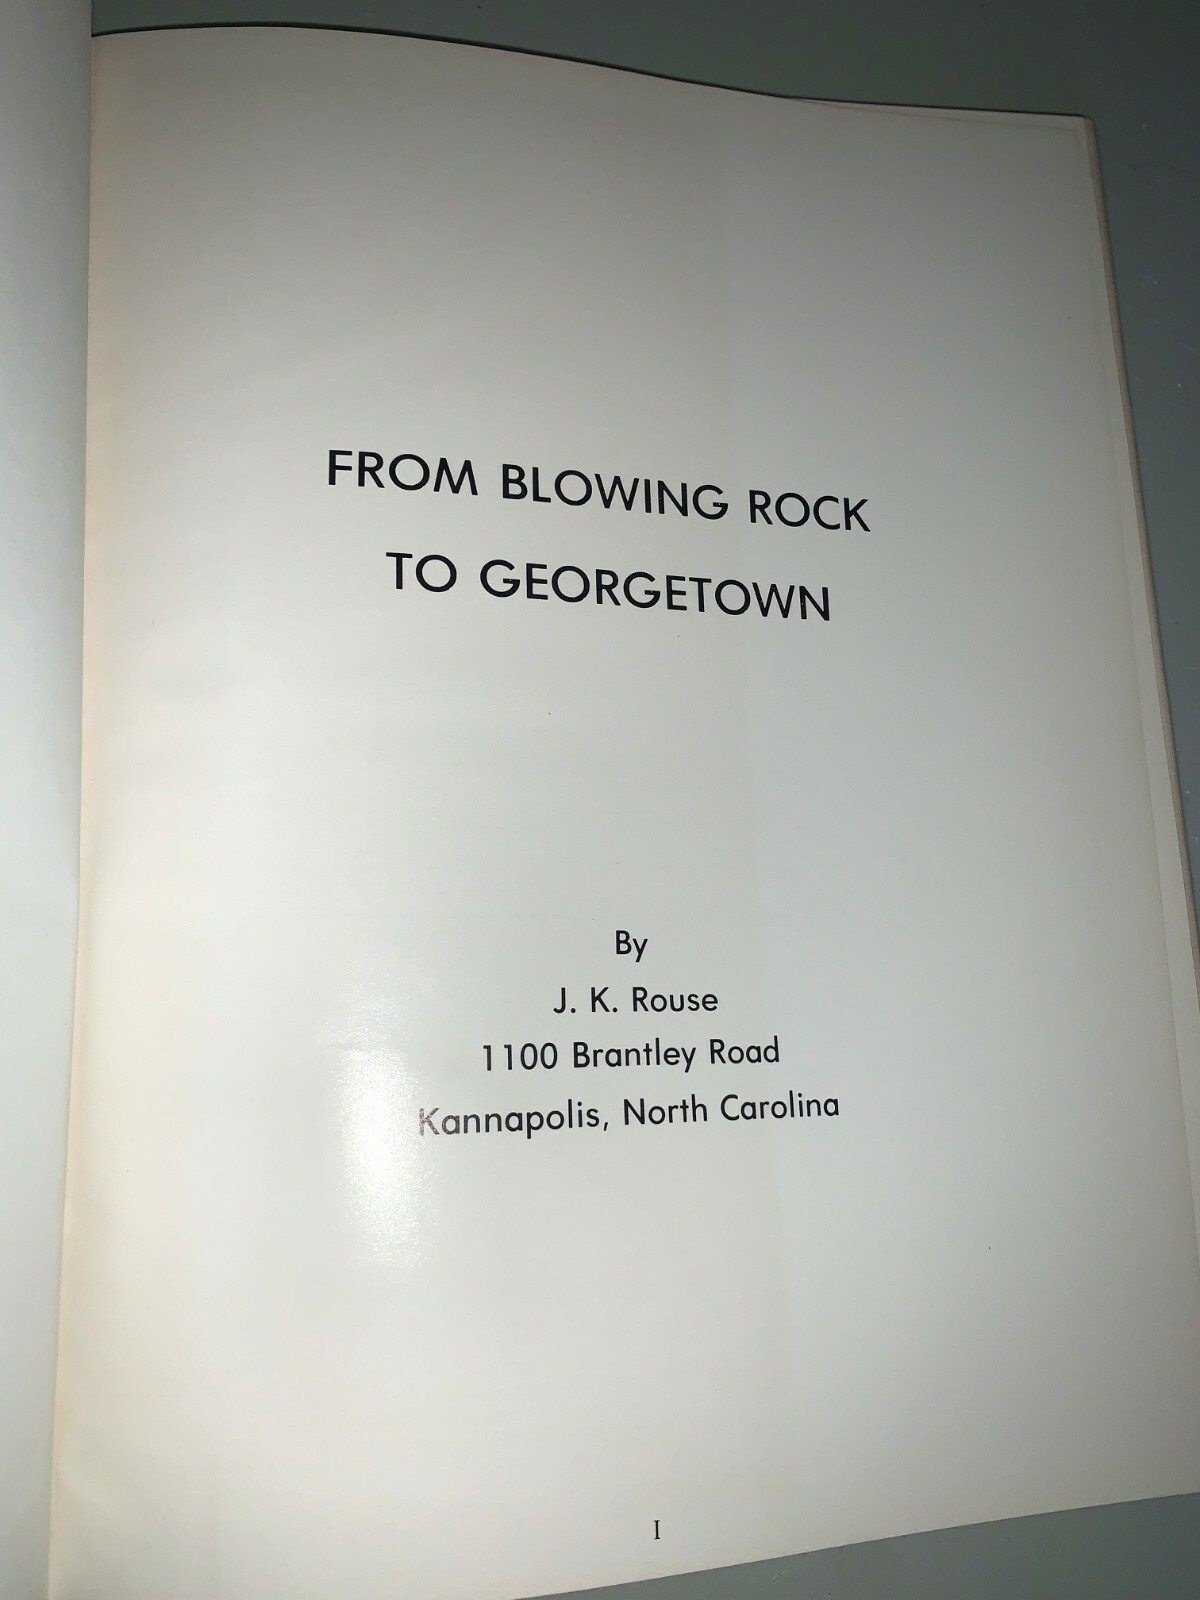 FROM BLOWING ROCK
TO GEORGETOWN
By
J. K. Rouse
1100 Brantley Road
Kannapolis, North Carolina
I